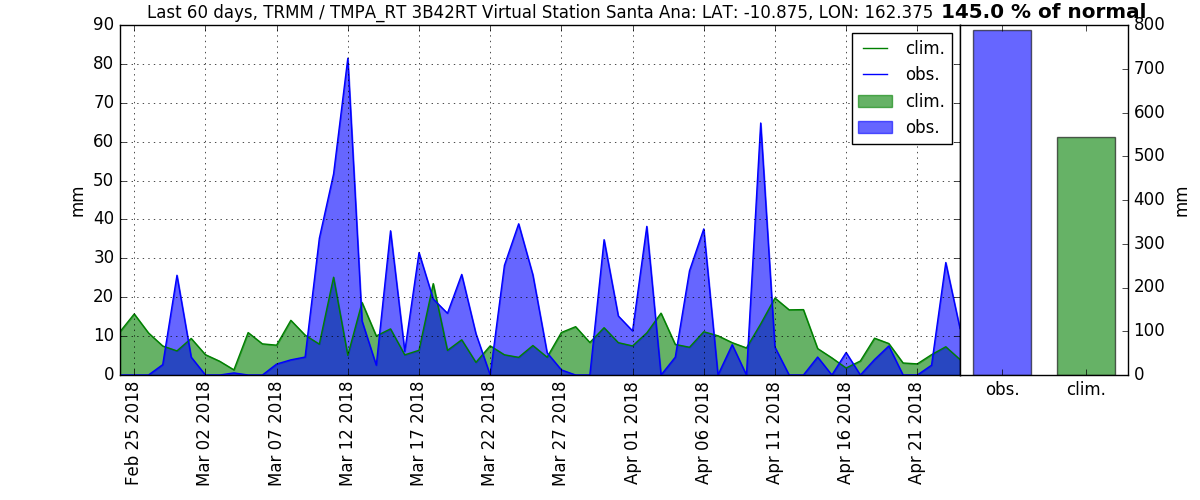 Last 60 days, TRMM / TMPA_RT 3B42RT Virtual Station Santa Ana: LAT: -10.875, LON: 162.375 145.0 % of normal
90
80
70
60
50
40
30
20
10
0
mm
clim.
obs.
clim.
obs.
Feb 25 2018
Mar 02 2018
Mar 07 2018
Mar 12 2018
Mar 17 2018
Mar 22 2018
Mar 27 2018
Apr 01 2018
Apr 06 2018
Apr 11 2018
Apr 16 2018
Apr 21 2018
800
700
600
500
400
300
200
100
0
mm
obs. clim.